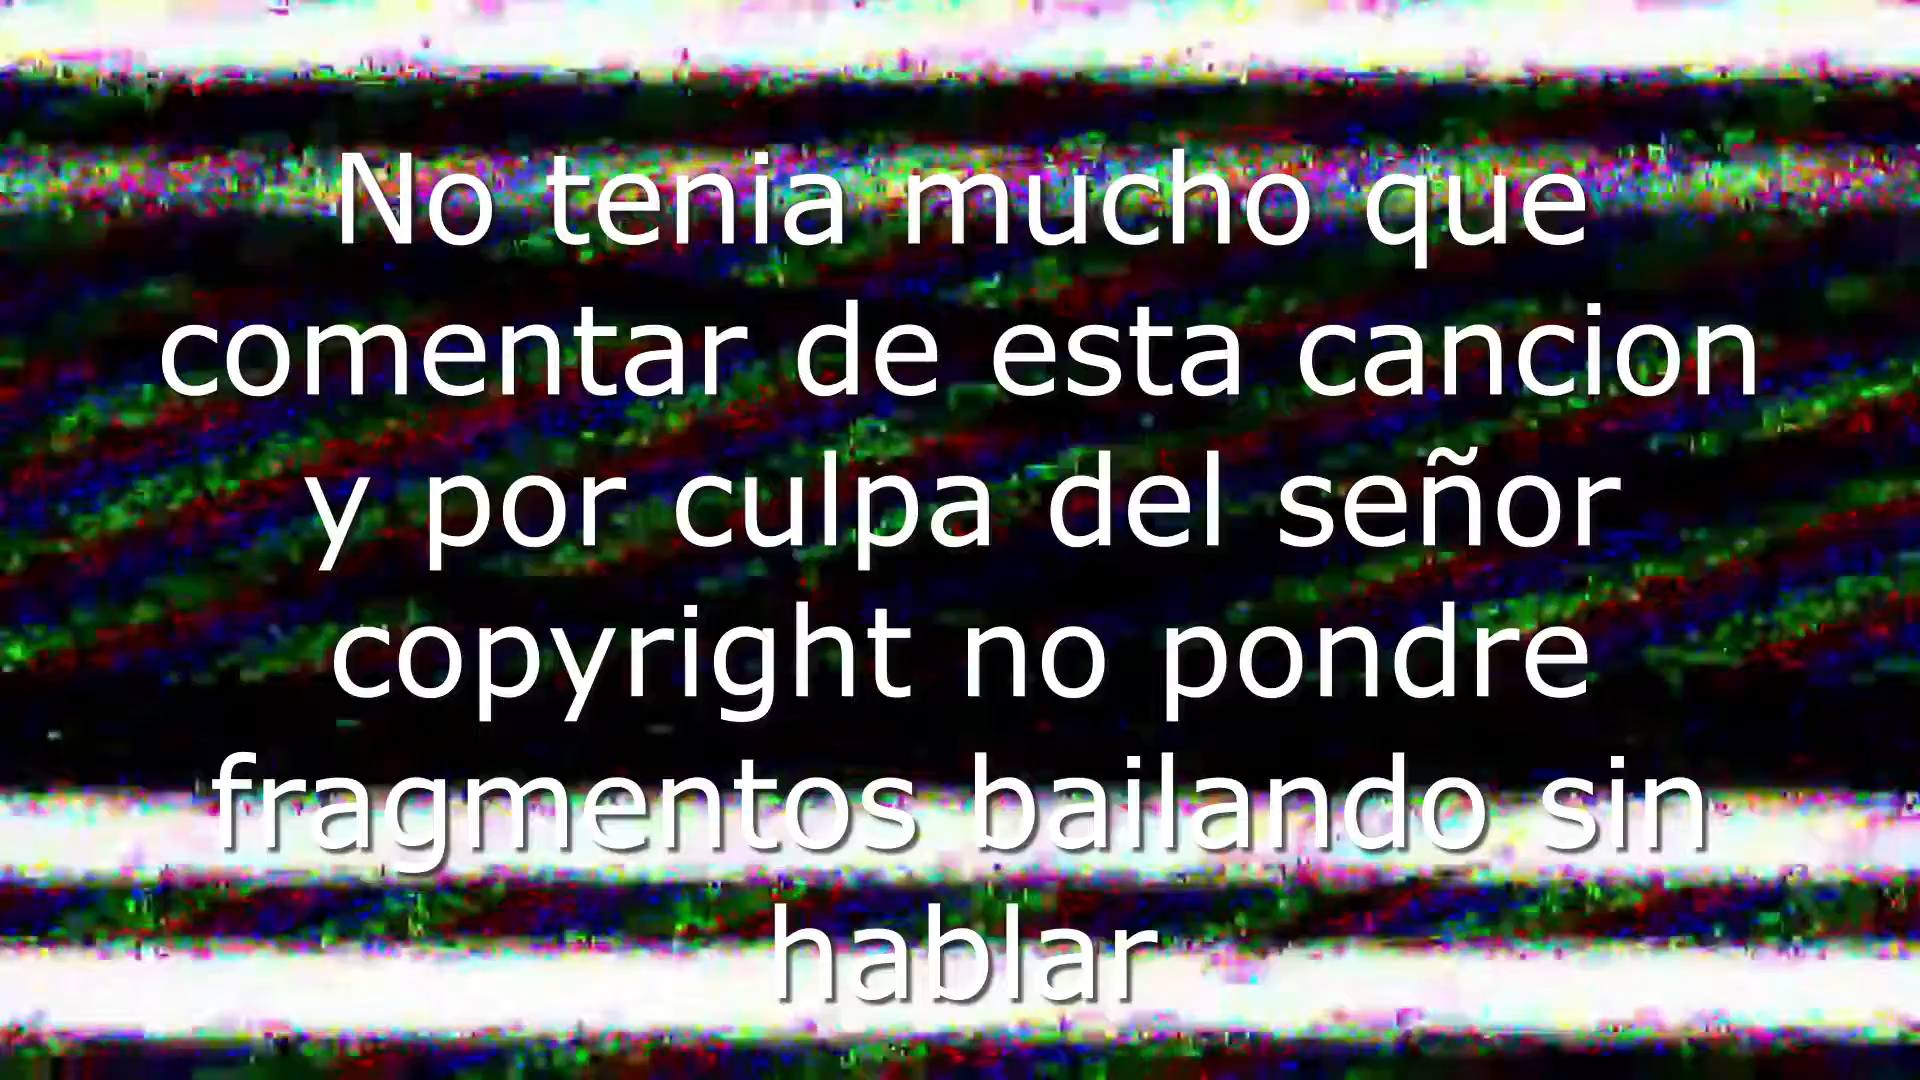 No tenia mucho que
comentar de esta cancion
y por culpa del señor
copyright no pondre
fragmentos bailando sin
hablar